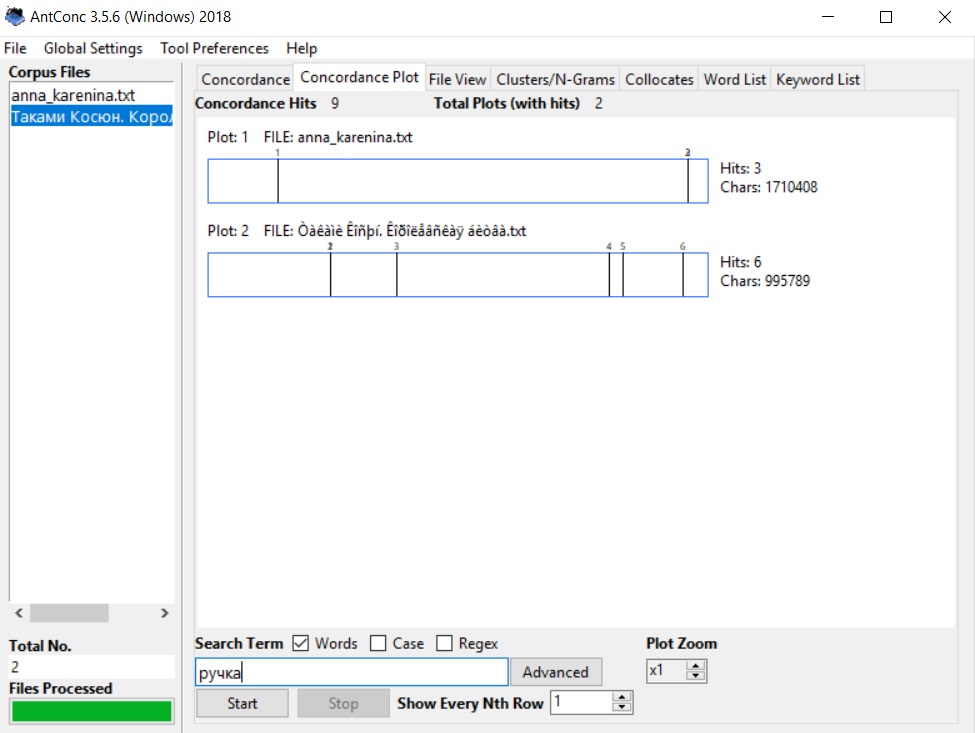 AntConc 3.5.6 (Windows) 2018
File Global Settings Tool Preferences Help
Corpus Files
anna_karenina.txt
Таками Косюн. Корол
Concordance Concordance Plot File View Clusters/N-Grams Collocates Word List Keyword List
Concordance Hits 9 Total Plots (with hits) 2
Plot: 1 FILE: anna_karenina.txt
1
Hits: 3
Chars: 1710408
Plot: 2 FILE: Òàêàìè Êîñþí. Êîðîëåâñêàÿ áèòâà.txt
3 4 5 6
Hits: 6
Chars: 995789
Total No.
2
Files Processed
Search Term Words Case Regex
ручка
Advanced
Start Stop Show Every Nth Row 1
Plot Zoom
x1